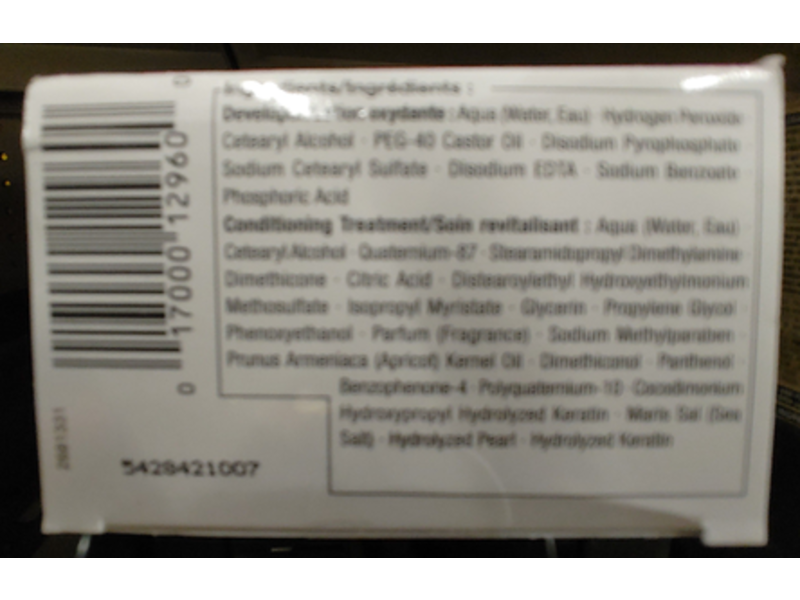 Ingredients/Ingrédients :
Aqua (Water, Eau) · Hydrogen Peroxide
Cetearyl Alcohol · PEG-40 Castor Oil · Disodium Pyrophosphate
Sodium Cetearyl Sulfate · Disodium EDTA · Sodium Benzoate
Phosphoric Acid
Conditioning Treatment/Soin revitalisant : Aqua (Water, Eau) ·
Cetearyl Alcohol · Quaternium-87 · Stearamidopropyl Dimethylamine
Dimethicone · Citric Acid · Distearoylethyl Hydroxyethylmonium
Methosulfate · Isopropyl Myristate · Glycerin · Propylene Glycol
Phenoxyethanol · Parfum (Fragrance) · Sodium Methylparaben ·
Prunus Armeniaca (Apricot) Kernel Oil · Dimethiconol · Panthenol
Benzophenone-4 · Polyquaternium-10 · Cocodimonium
Hydroxypropyl Hydrolyzed Keratin · Maris Sal (Sea
Salt) · Hydrolyzed Pearl · Hydrolyzed Keratin
0 17000 12960 0
5428421007